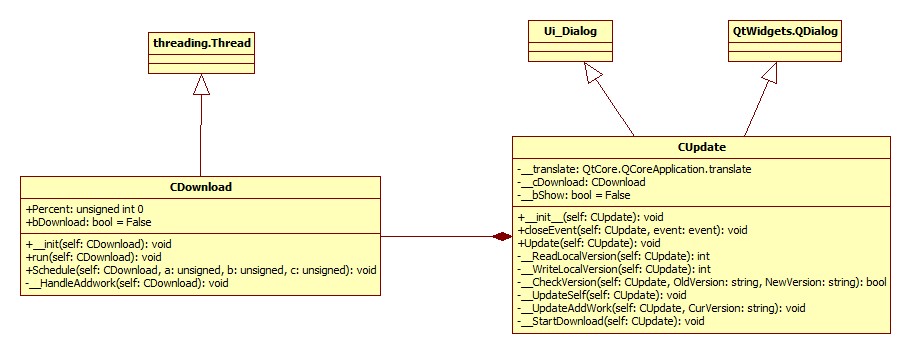 threading.Thread
Ui_Dialog
QtWidgets.QDialog
CDownload
+Percent: unsigned int 0
+bDownload: bool = False
+__init(self: CDownload): void
+run(self: CDownload): void
+Schedule(self: CDownload, a: unsigned, b: unsigned, c: unsigned): void
-__HandleAddwork(self: CDownload): void
CUpdate
-__translate: QtCore.QCoreApplication.translate
-__cDownload: CDownload
-__bShow: bool = False
+__init__(self: CUpdate): void
+closeEvent(self: CUpdate, event: event): void
+Update(self: CUpdate): void
-__ReadLocalVersion(self: CUpdate): int
-__WriteLocalVersion(self: CUpdate): int
-__CheckVersion(self: CUpdate, OldVersion: string, NewVersion: string): bool
-__UpdateSelf(self: CUpdate): void
-__UpdateAddWork(self: CUpdate, CurVersion: string): void
-__StartDownload(self: CUpdate): void